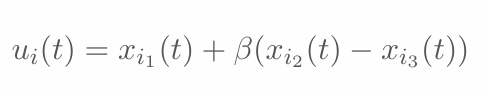 u_i(t) = x_{i_1}(t) + β(x_{i_2}(t) − x_{i_3}(t))